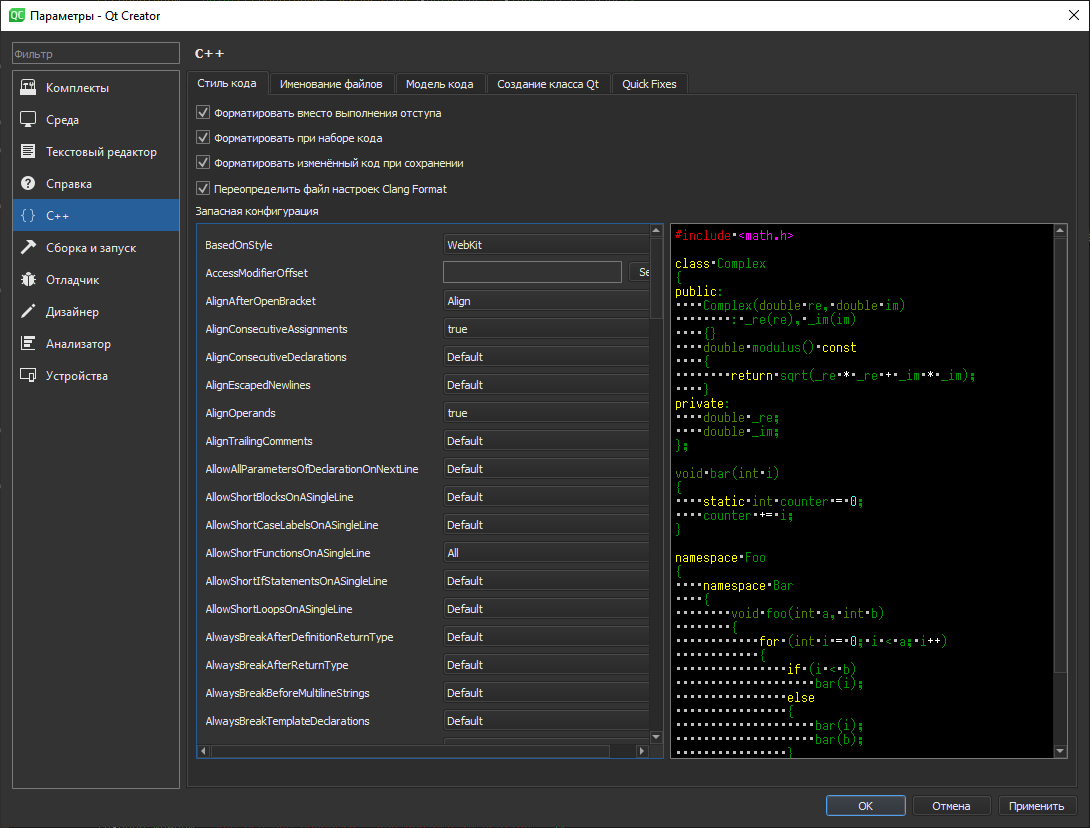 Параметры - Qt Creator
Фильтр
Комплекты
Среда
Текстовый редактор
Справка
C++
Сборка и запуск
Отладчик
Дизайнер
Анализатор
Устройства
C++
Стиль кода Именование файлов Модель кода Создание класса Qt Quick Fixes
Форматировать вместо выполнения отступа
Форматировать при наборе кода
Форматировать изменённый код при сохранении
Переопределить файл настроек Clang Format
Запасная конфигурация
BasedOnStyle WebKit
AccessModifierOffset Se
AlignAfterOpenBracket Align
AlignConsecutiveAssignments true
AlignConsecutiveDeclarations Default
AlignEscapedNewlines Default
AlignOperands true
AlignTrailingComments Default
AllowAllParametersOfDeclarationOnNextLine Default
AllowShortBlocksOnASingleLine Default
AllowShortCaseLabelsOnASingleLine Default
AllowShortFunctionsOnASingleLine All
AllowShortIfStatementsOnASingleLine Default
AllowShortLoopsOnASingleLine Default
AlwaysBreakAfterDefinitionReturnType Default
AlwaysBreakAfterReturnType Default
AlwaysBreakBeforeMultilineStrings Default
AlwaysBreakTemplateDeclarations Default
#include <math.h>
class Complex
{
public:
    Complex(double re, double im)
        : _re(re), _im(im)
    {}
    double modulus() const
    {
        return sqrt(_re * _re + _im * _im);
    }
private:
    double _re;
    double _im;
};
void bar(int i)
{
    static int counter = 0;
    counter += i;
}
namespace Foo
{
    namespace Bar
    {
        void foo(int a, int b)
        {
            for (int i = 0; i < a; i++)
            {
                if (i < b)
                    bar(i);
                else
                {
                    bar(i);
                    bar(b);
                }
OK Отмена Применить